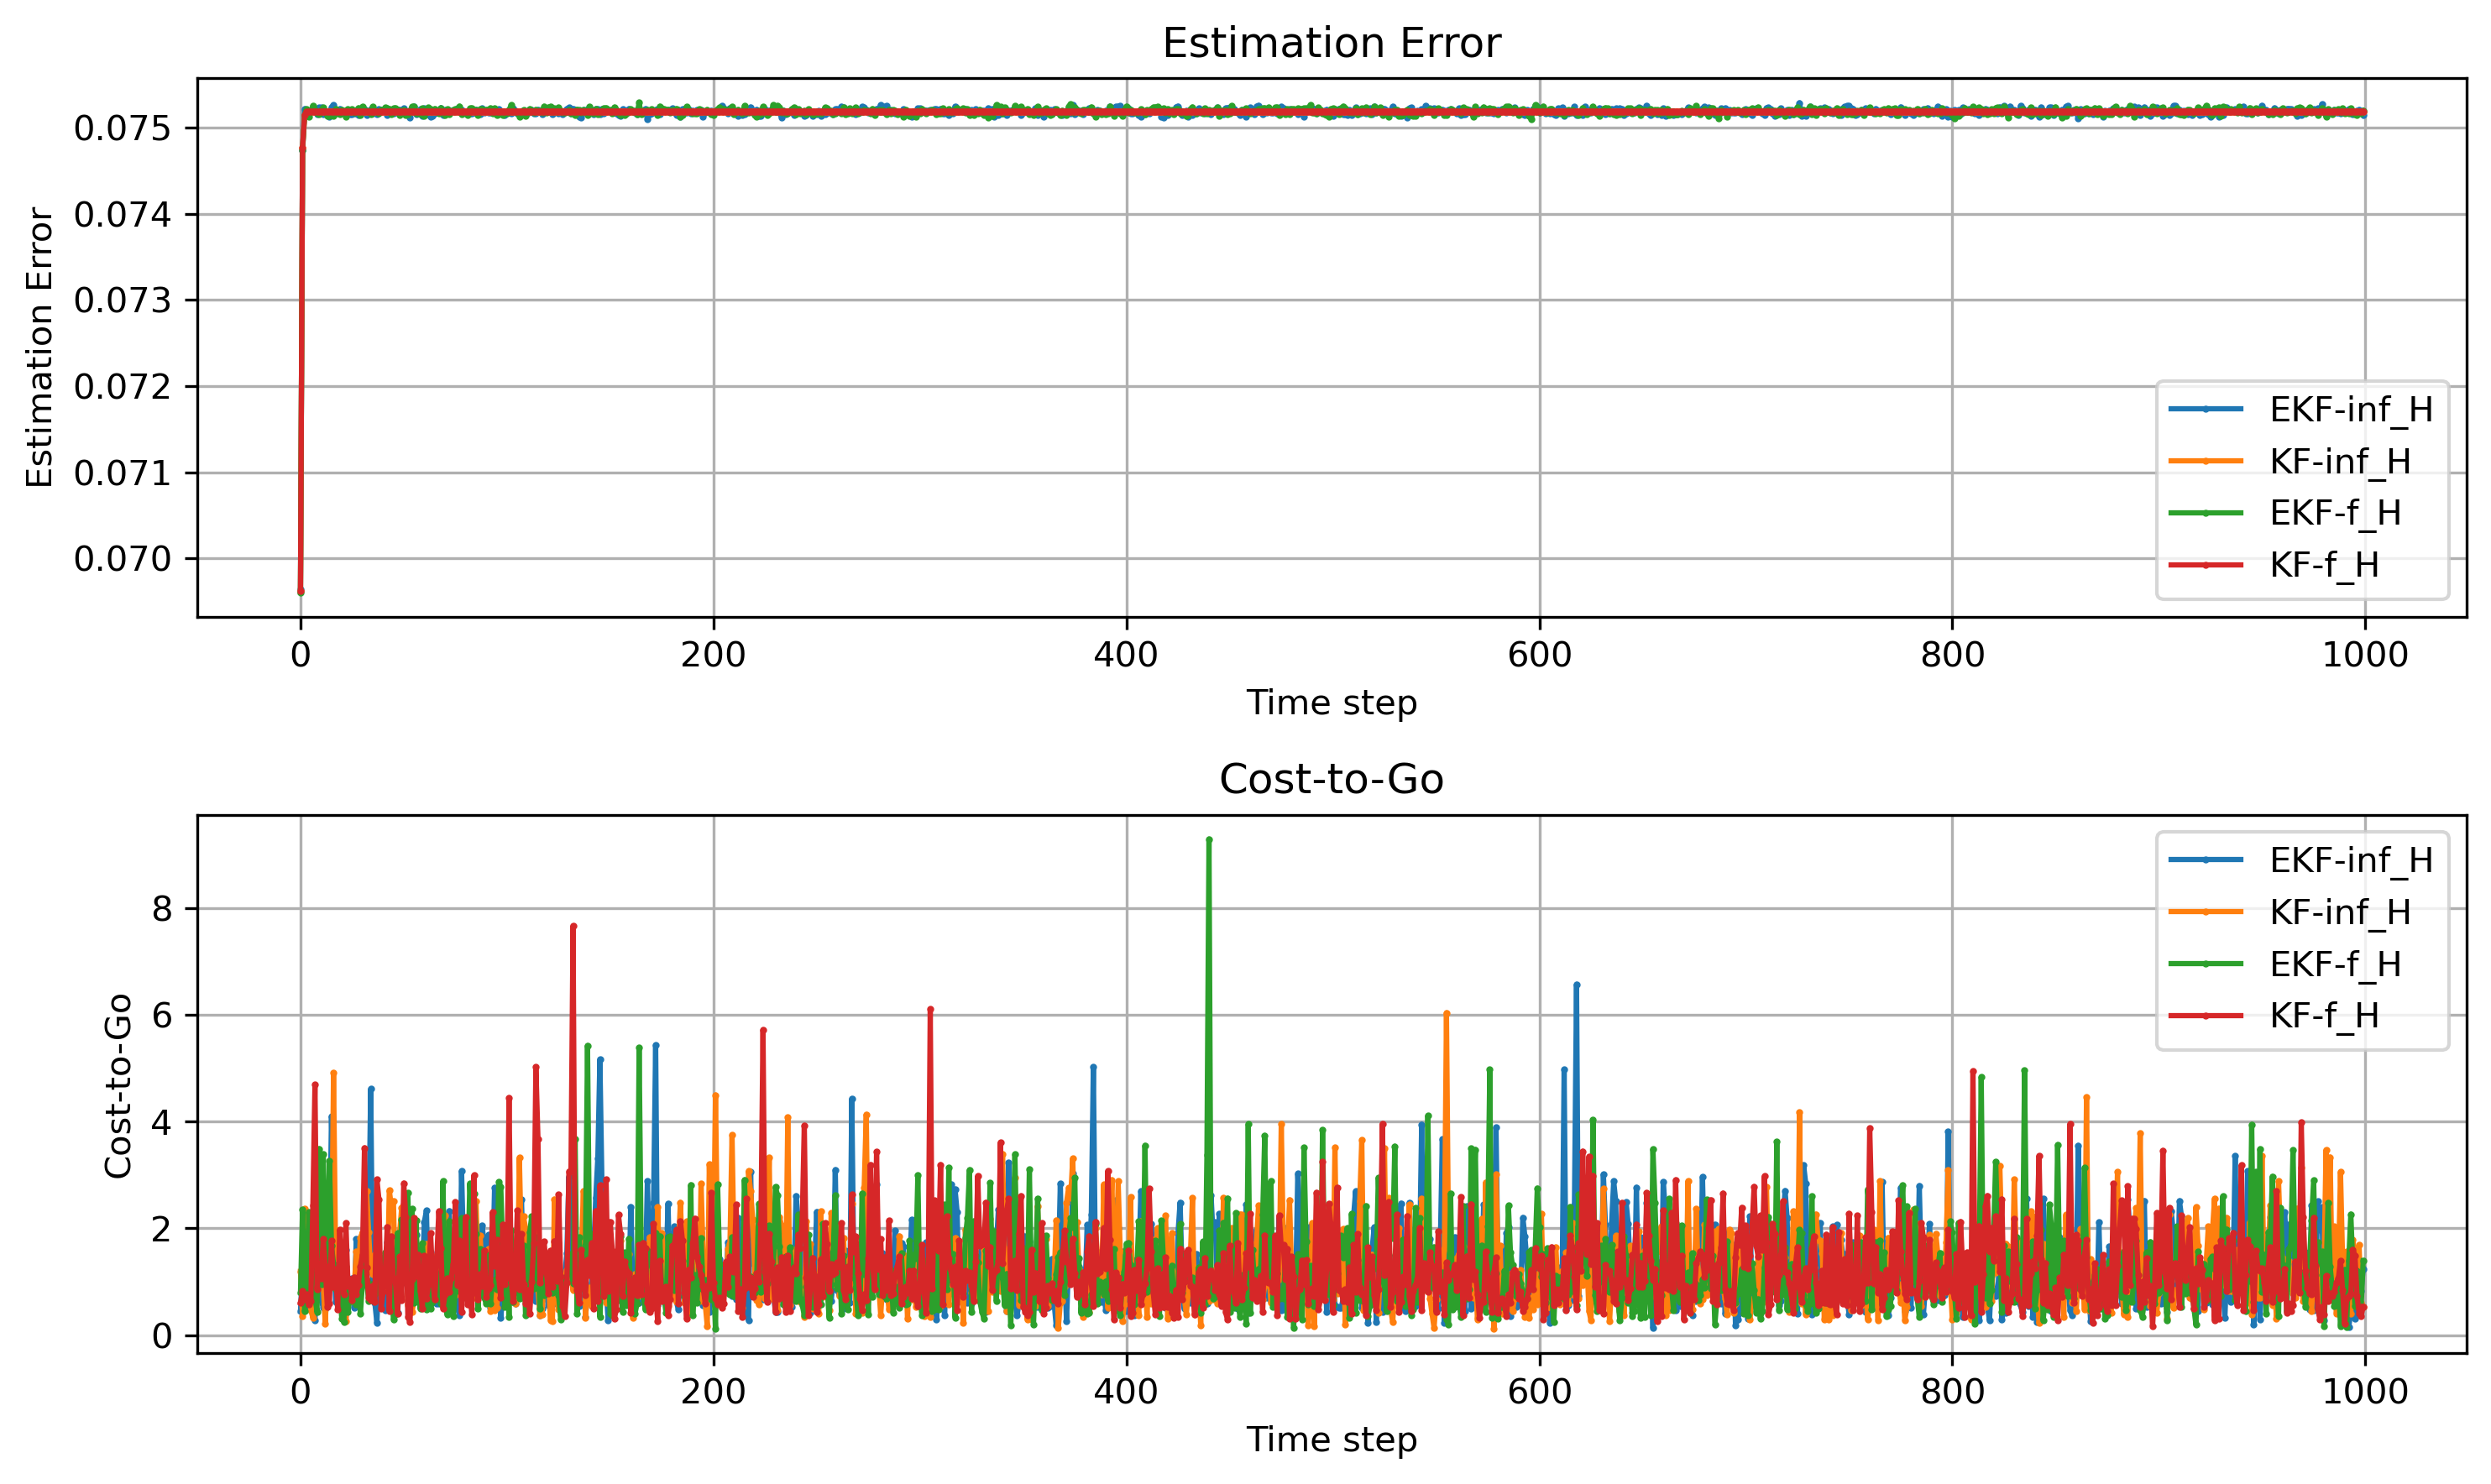 Estimation Error
Estimation Error
0.075
0.074
0.073
0.072
0.071
0.070
EKF-inf_H
KF-inf_H
EKF-f_H
KF-f_H
0 200 400 600 800 1000
Time step
Cost-to-Go
Cost-to-Go
8
6
4
2
0
EKF-inf_H
KF-inf_H
EKF-f_H
KF-f_H
0 200 400 600 800 1000
Time step